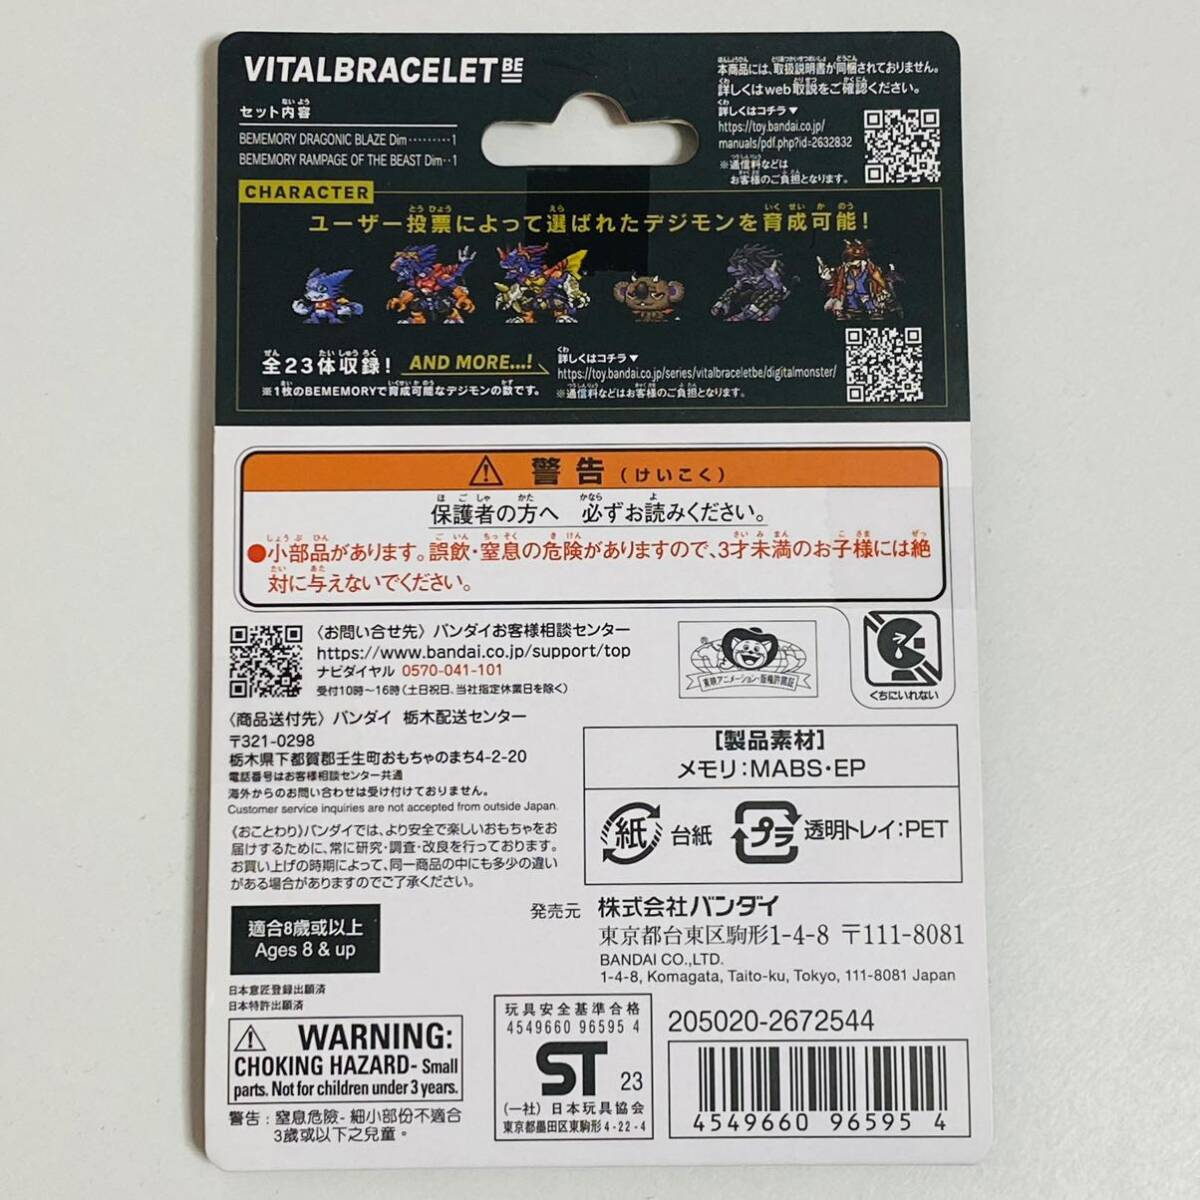 VITALBRACELET BE
セット内容
BEMEMORY DRAGONIC BLAZE Dim………1
BEMEMORY RAMPAGE OF THE BEAST Dim‥1
本商品には、取扱説明書が同梱されておりません。
詳しくはweb取説をご確認ください。
詳しくはコチラ▼
https://toy.bandai.co.jp/
manuals/pdf.php?id=2632832
※通信料などは
お客様のご負担となります。
CHARACTER
ユーザー投票によって選ばれたデジモンを育成可能!
全23体収録! AND MORE...!
※1枚のBEMEMORYで育成可能なデジモンの数です。
詳しくはコチラ▼
https://toy.bandai.co.jp/series/vitalbraceletbe/digitalmonster/
※通信料などはお客様のご負担となります。
⚠ 警告 (けいこく)
保護者の方へ 必ずお読みください。
●小部品があります。誤飲・窒息の危険がありますので、3才未満のお子様には絶
対に与えないでください。
〈お問い合せ先〉バンダイお客様相談センター
https://www.bandai.co.jp/support/top
ナビダイヤル 0570-041-101
受付10時〜16時(土日祝日、当社指定休業日を除く)
東映アニメーション・版権許諾証
くちにいれない
〈商品送付先〉バンダイ 栃木配送センター
〒321-0298
栃木県下都賀郡壬生町おもちゃのまち4-2-20
電話番号はお客様相談センター共通
海外からのお問い合わせは受け付けておりません。
Customer service inquiries are not accepted from outside Japan.
《おことわり》バンダイでは、より安全で楽しいおもちゃをお
届けするために、常に研究・調査・改良を行っております。
お買い上げの時期によって、同一商品の中にも多少の違い
がある場合がありますのでご了承ください。
【製品素材】
メモリ:MABS・EP
紙 台紙 プラ 透明トレイ:PET
発売元 株式会社バンダイ
東京都台東区駒形1-4-8 〒111-8081
BANDAI CO.,LTD.
1-4-8, Komagata, Taito-ku, Tokyo, 111-8081 Japan
適合8歳或以上
Ages 8 & up
日本意匠登録出願済
日本特許出願済
⚠ WARNING:
CHOKING HAZARD- Small
parts. Not for children under 3 years.
警告:窒息危險-細小部份不適合
3歲或以下之兒童。
玩具安全基準合格
4549660 96595 4
ST 23
(一社)日本玩具協会
東京都墨田区東駒形4-22-4
205020-2672544
4549660 965954